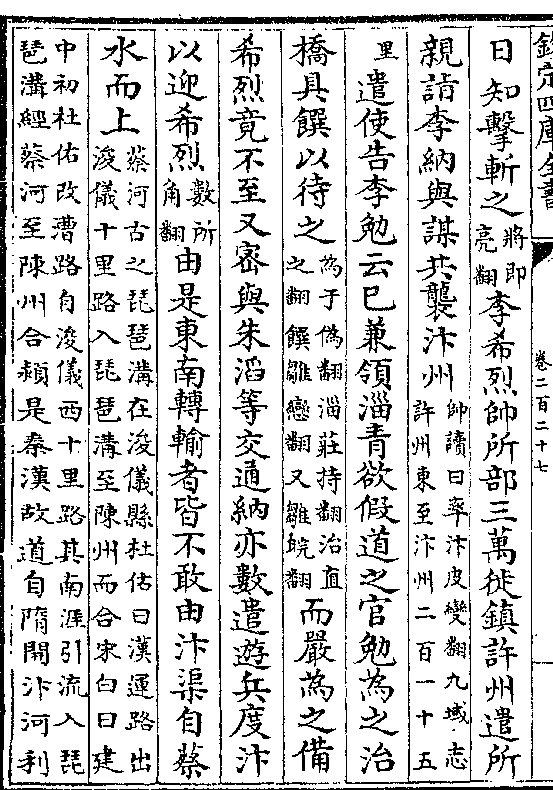 欽定四庫全書
卷二百二十七
日知擊斬之將即亮翻李希烈帥所部三萬徙鎮許州遣所
親詣李納與謀共襲汴州帥讀曰率汴皮變翻九域志許州東至汴州二百一十五
里遣使告李勉云已兼領淄青欲假道之官勉為之治
橋具饌以待之為于偽翻淄莊持翻治直之翻饌雛戀翻又雛皖翻而嚴為之備
希烈竟不至又密與朱滔等交通納亦數遣遊兵度汴
以迎希烈數所角翻由是東南轉輸者皆不敢由汴渠自蔡
水而上蔡河古之琵琶溝在浚儀縣杜佑曰漢運路出浚儀十里路入琵琶溝至陳州而合宋白曰建
中初杜佑改漕路自浚儀西十里路其南涯引流入琵琶溝經蔡河至陳州合潁是秦漢故道自隋開汴河利